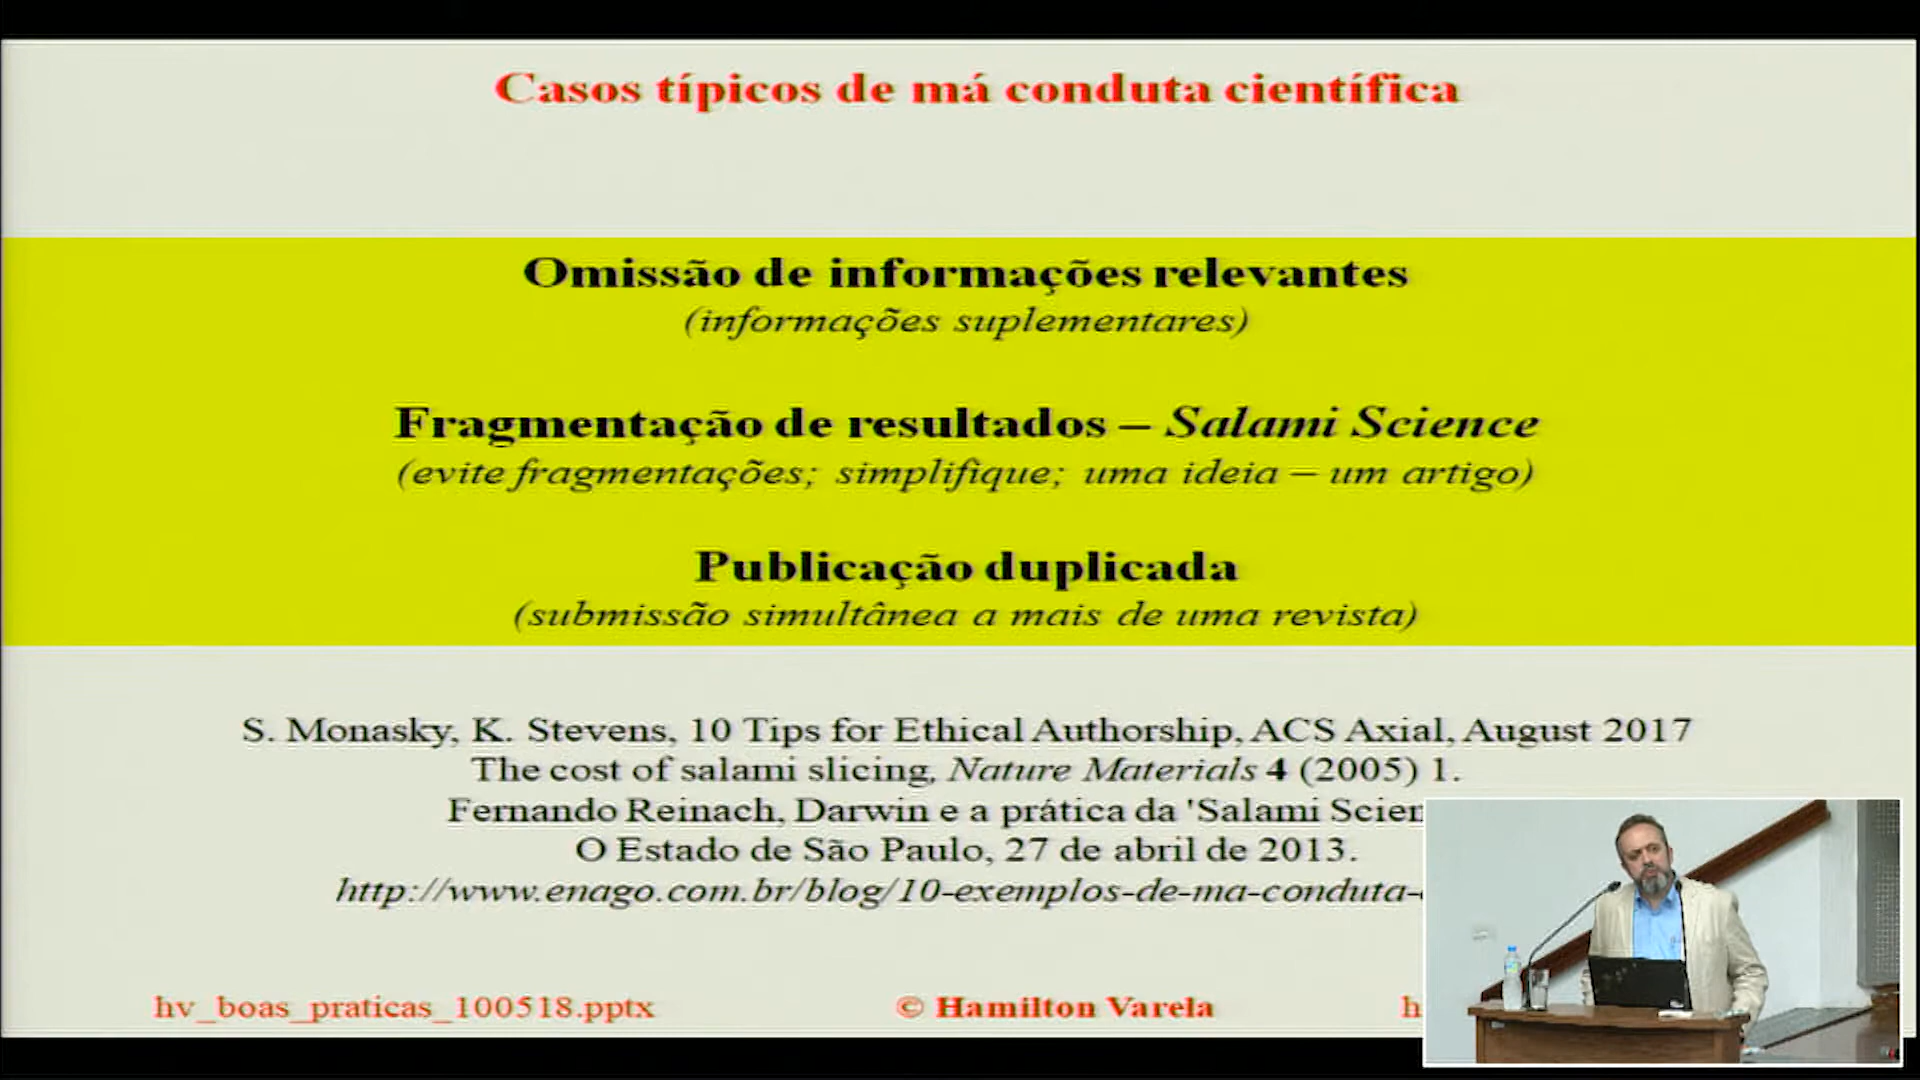 Casos típicos de má conduta científica
Omissão de informações relevantes
(informações suplementares)
Fragmentação de resultados – Salami Science
(evite fragmentações; simplifique; uma ideia – um artigo)
Publicação duplicada
(submissão simultânea a mais de uma revista)
S. Monasky, K. Stevens, 10 Tips for Ethical Authorship, ACS Axial, August 2017
The cost of salami slicing, Nature Materials 4 (2005) 1.
Fernando Reinach, Darwin e a prática da 'Salami Scien
O Estado de São Paulo, 27 de abril de 2013.
http://www.enago.com.br/blog/10-exemplos-de-ma-conduta-
hv_boas_praticas_100518.pptx
© Hamilton Varela
h